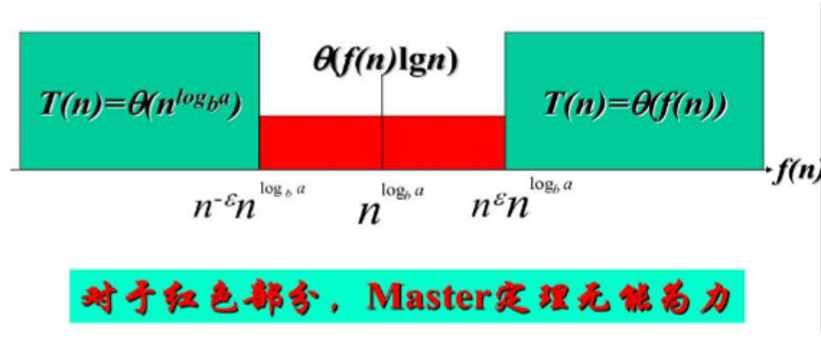 θ(f(n)lgn)
T(n)=θ(n^{log_b a})
T(n)=θ(f(n))
f(n)
n^{-ε}n^{log_b a}
n^{log_b a}
n^{ε}n^{log_b a}
对于红色部分，Master定理无能为力